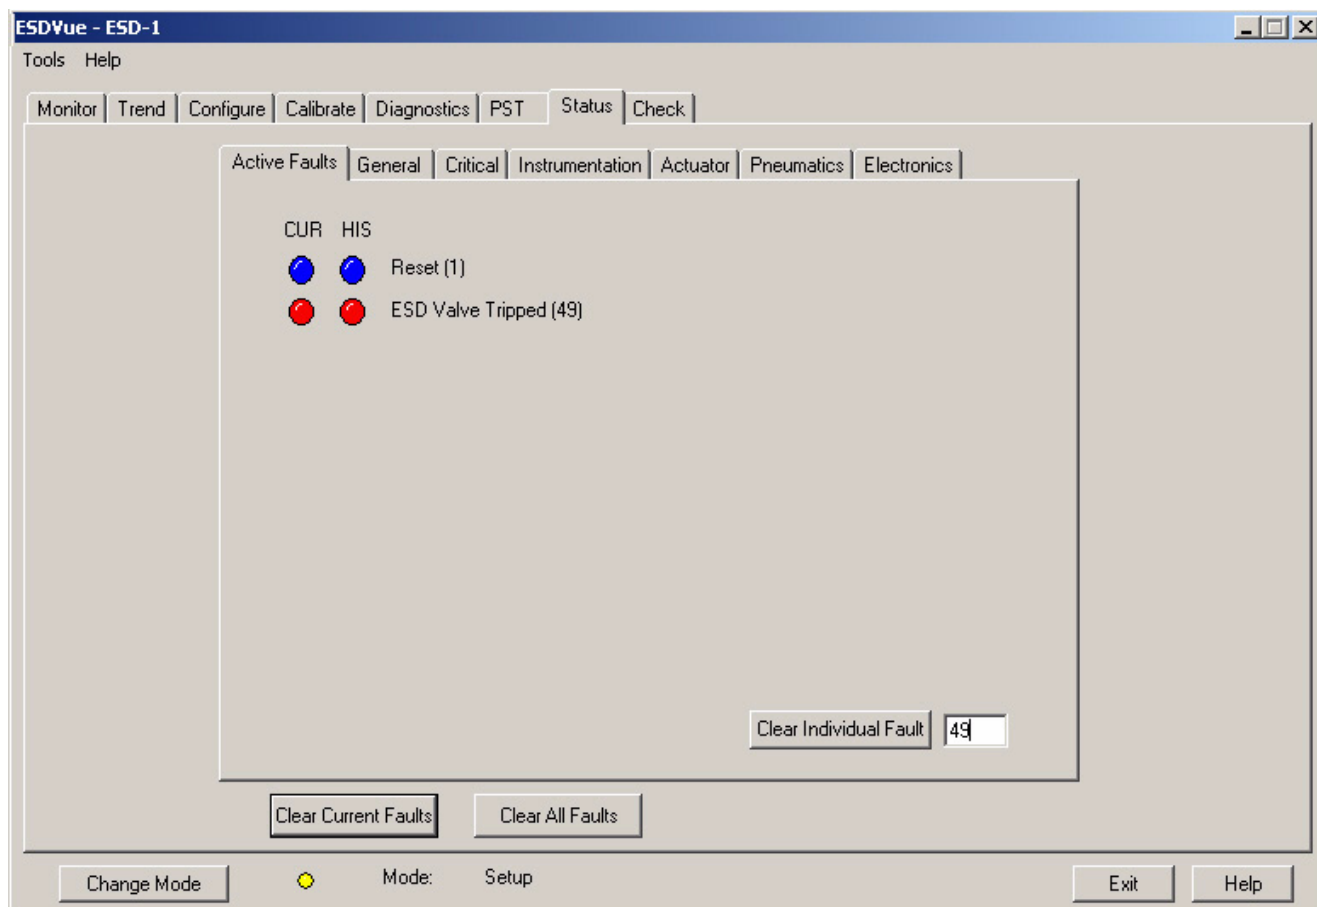 ESDVue - ESD-1
Tools Help
Monitor Trend Configure Calibrate Diagnostics PST Status Check
Active Faults General Critical Instrumentation Actuator Pneumatics Electronics
CUR HIS
Reset (1)
ESD Valve Tripped (49)
Clear Individual Fault 49
Clear Current Faults Clear All Faults
Change Mode Mode: Setup Exit Help